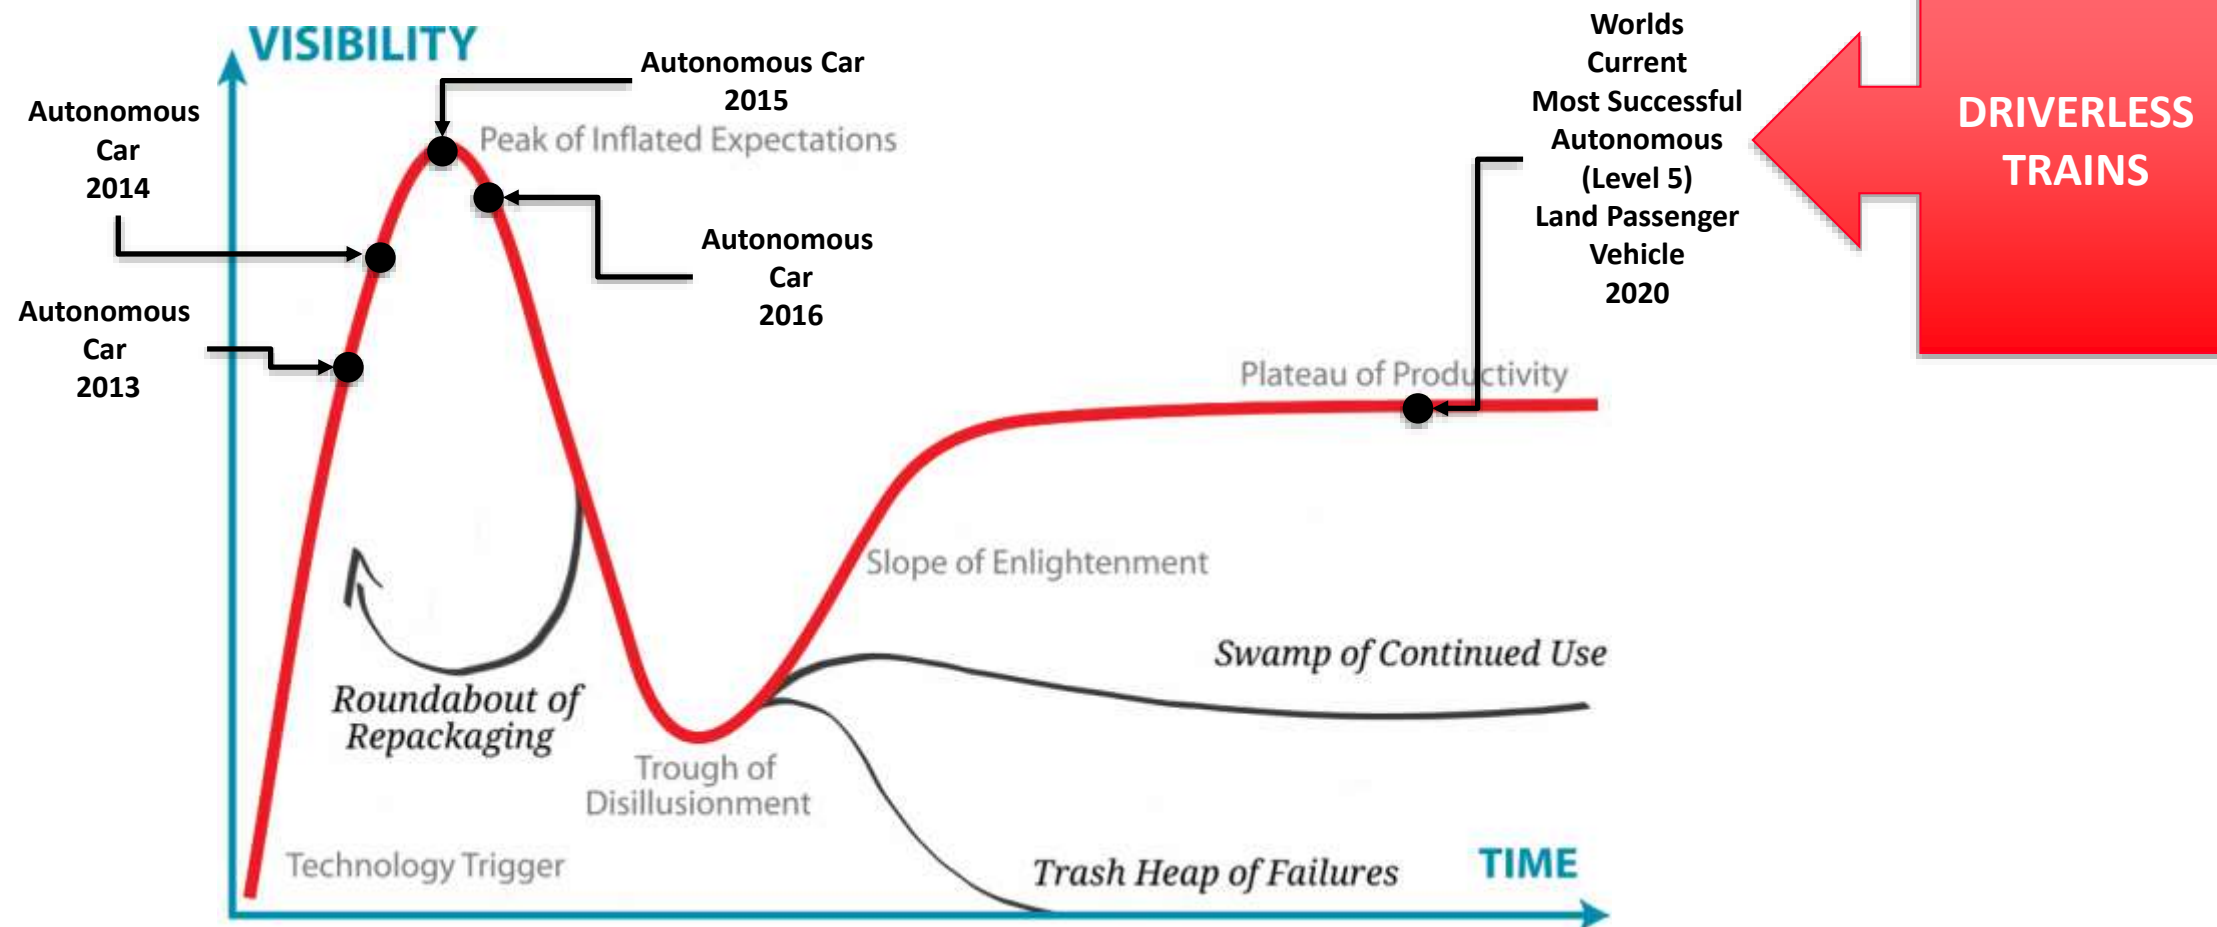 VISIBILITY
Autonomous Car
2015
Peak of Inflated Expectations
Autonomous
Car
2014
Autonomous
Car
2016
Autonomous
Car
2013
Worlds
Current
Most Successful
Autonomous
(Level 5)
Land Passenger
Vehicle
2020
DRIVERLESS
TRAINS
Plateau of Productivity
Slope of Enlightenment
Swamp of Continued Use
Roundabout of
Repackaging
Trough of
Disillusionment
Technology Trigger
Trash Heap of Failures
TIME